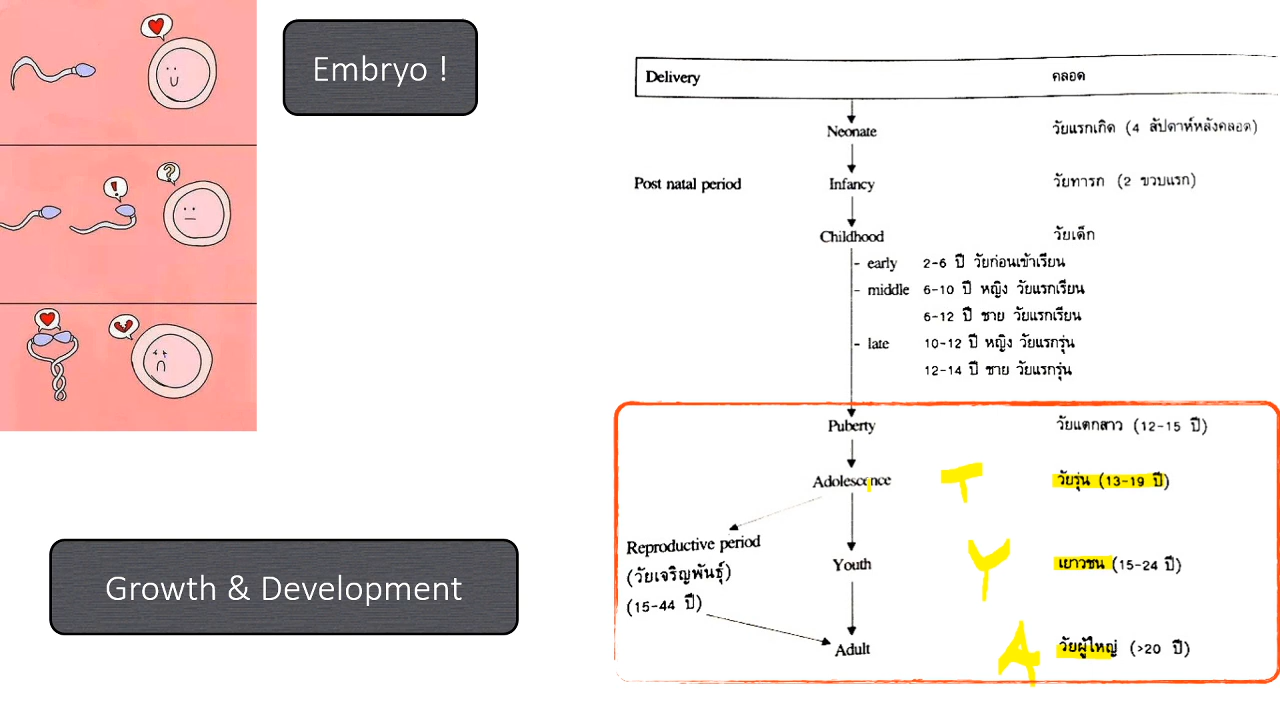 Embryo !
Growth & Development
Delivery คลอด
Neonate วัยแรกเกิด (4 สัปดาห์หลังคลอด)
Post natal period Infancy วัยทารก (2 ขวบแรก)
Childhood วัยเด็ก
- early 2-6 ปี วัยก่อนเข้าเรียน
- middle 6-10 ปี หญิง วัยแรกเรียน
6-12 ปี ชาย วัยแรกเรียน
- late 10-12 ปี หญิง วัยแรกรุ่น
12-14 ปี ชาย วัยแรกรุ่น
Puberty วัยแตกสาว (12-15 ปี)
Adolescence T วัยรุ่น (13-19 ปี)
Reproductive period
(วัยเจริญพันธุ์)
(15-44 ปี)
Youth Y เยาวชน (15-24 ปี)
Adult A วัยผู้ใหญ่ (>20 ปี)